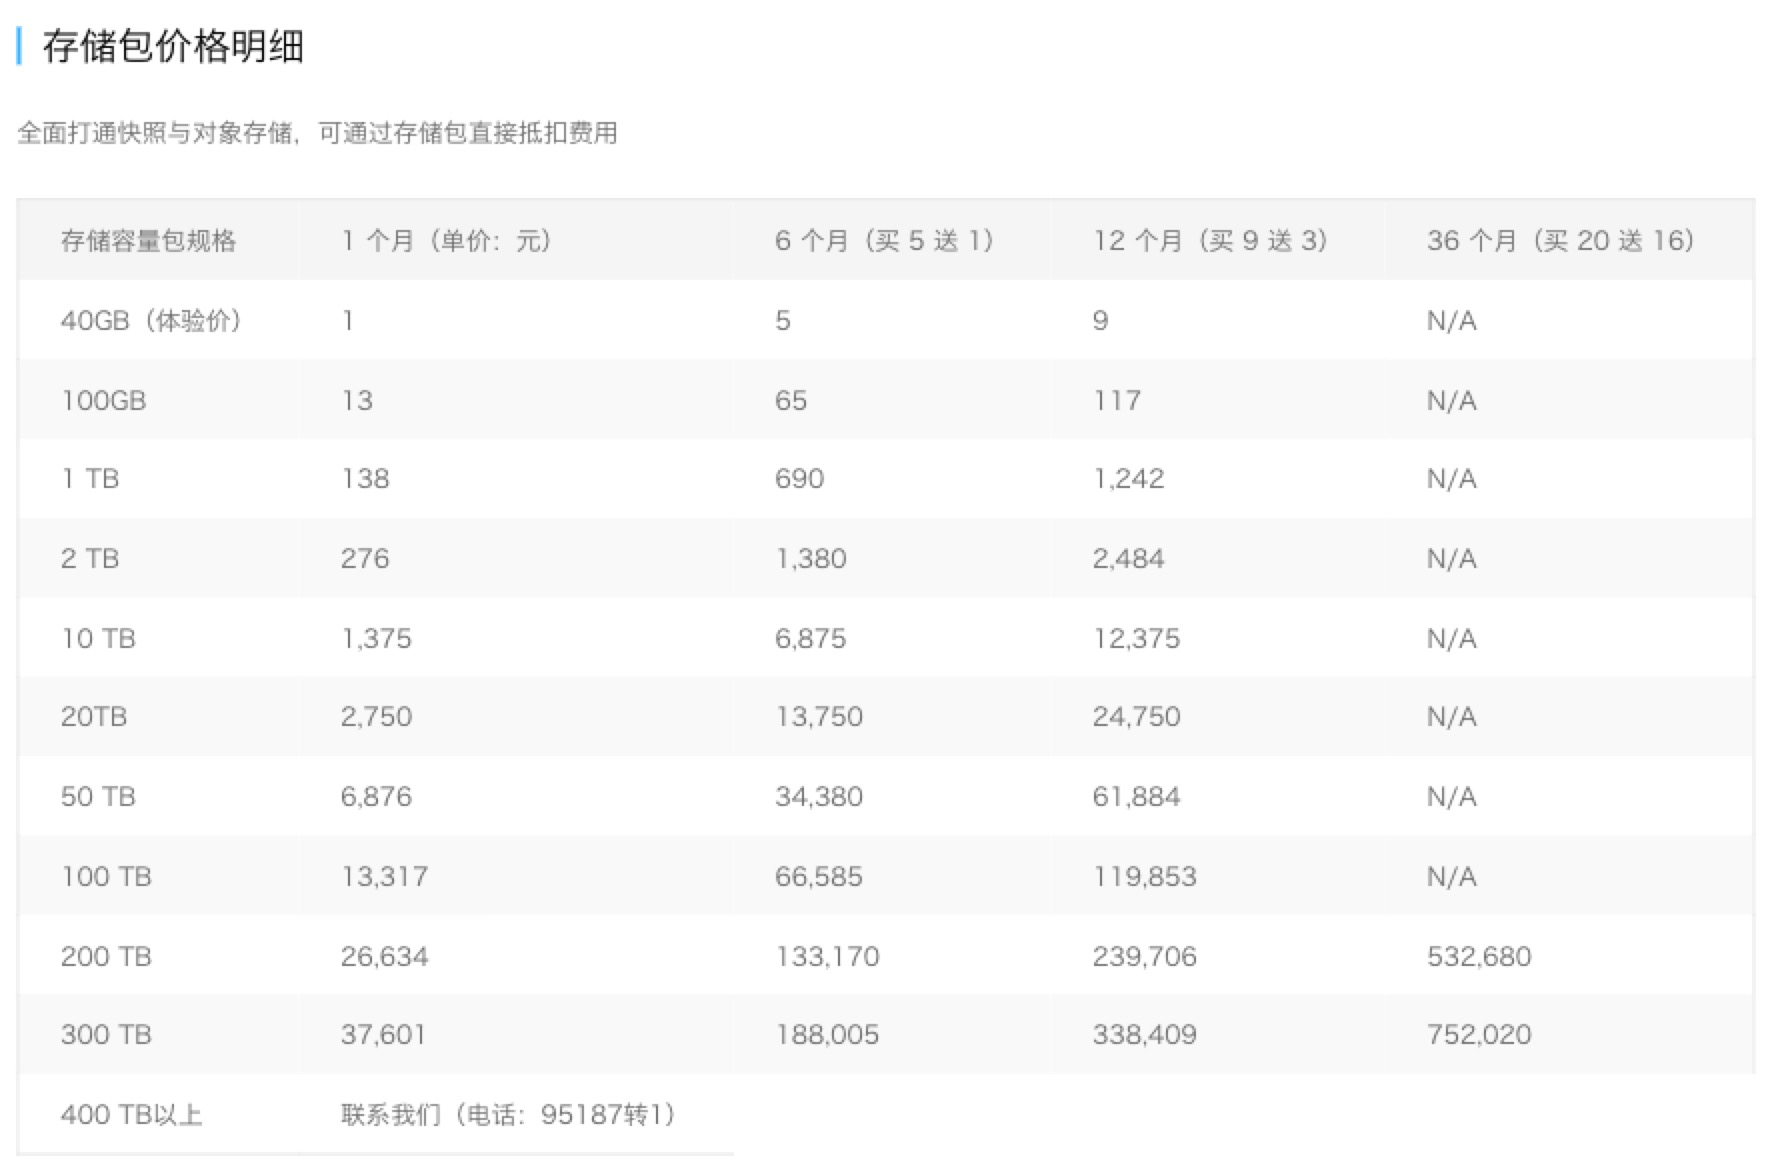 存储包价格明细
全面打通快照与对象存储，可通过存储包直接抵扣费用
存储容量包规格 1 个月（单价：元） 6 个月（买 5 送 1） 12 个月（买 9 送 3） 36 个月（买 20 送 16）
40GB（体验价） 1 5 9 N/A
100GB 13 65 117 N/A
1 TB 138 690 1,242 N/A
2 TB 276 1,380 2,484 N/A
10 TB 1,375 6,875 12,375 N/A
20TB 2,750 13,750 24,750 N/A
50 TB 6,876 34,380 61,884 N/A
100 TB 13,317 66,585 119,853 N/A
200 TB 26,634 133,170 239,706 532,680
300 TB 37,601 188,005 338,409 752,020
400 TB以上 联系我们（电话：95187转1）